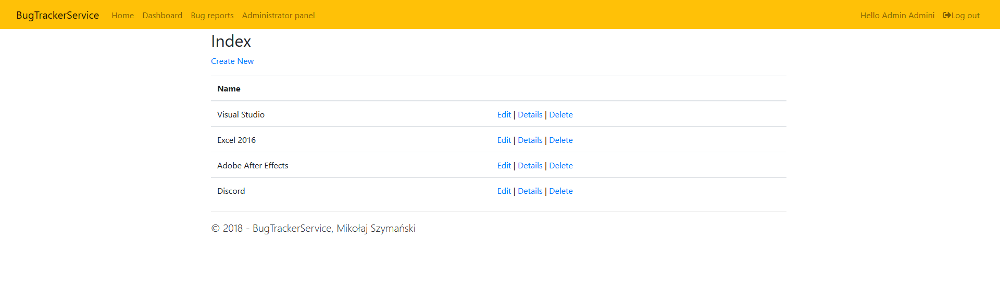 BugTrackerService Home Dashboard Bug reports Administrator panel Hello Admin Admini Log out
Index
Create New
Name
Visual Studio Edit | Details | Delete
Excel 2016 Edit | Details | Delete
Adobe After Effects Edit | Details | Delete
Discord Edit | Details | Delete
© 2018 - BugTrackerService, Mikołaj Szymański